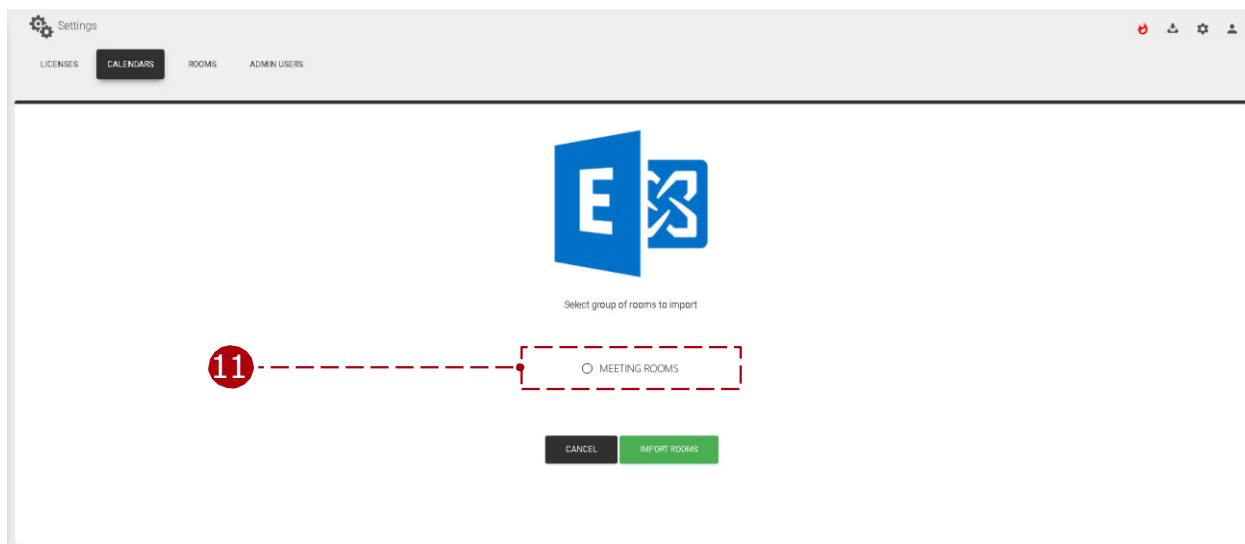 Settings
LICENSES CALENDARS ROOMS ADMIN USERS
E
Select group of rooms to import
11
MEETING ROOMS
CANCEL IMPORT ROOMS